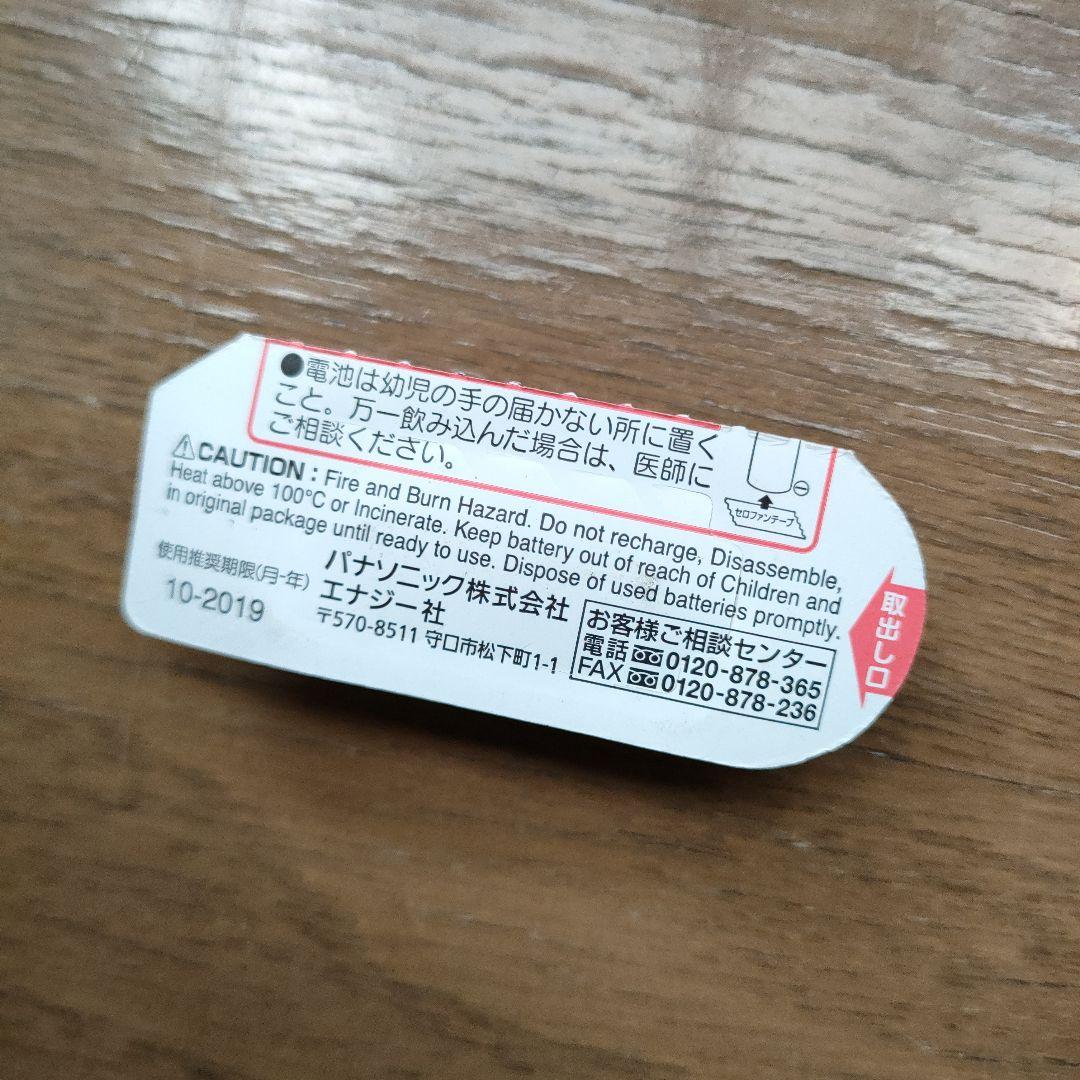 ●電池は幼児の手の届かない所に置く
こと。万一飲み込んだ場合は、医師に
ご相談ください。
⊖
セロファンテープ
⚠CAUTION : Fire and Burn Hazard. Do not recharge, Disassemble,
Heat above 100°C or Incinerate. Keep battery out of reach of Children and
in original package until ready to use. Dispose of used batteries promptly.
使用推奨期限(月-年)
10-2019
パナソニック株式会社
エナジー社
〒570-8511 守口市松下町1-1
お客様ご相談センター
電話 0120-878-365
FAX 0120-878-236
取出し口